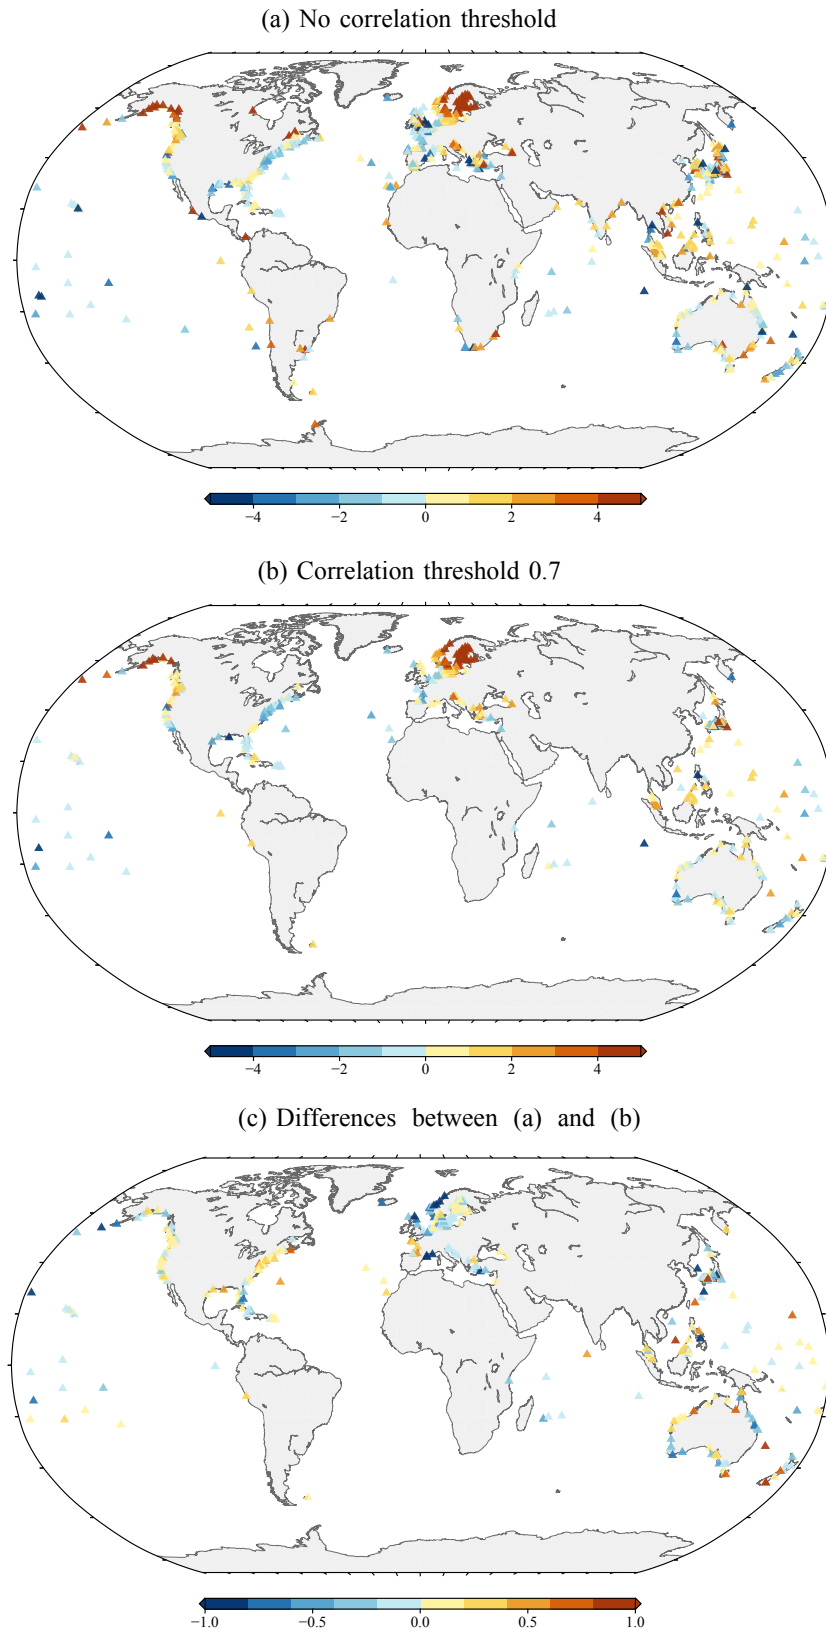 (a) No correlation threshold
−4 −2 0 2 4
(b) Correlation threshold 0.7
−4 −2 0 2 4
(c) Differences between (a) and (b)
−1.0 −0.5 0.0 0.5 1.0